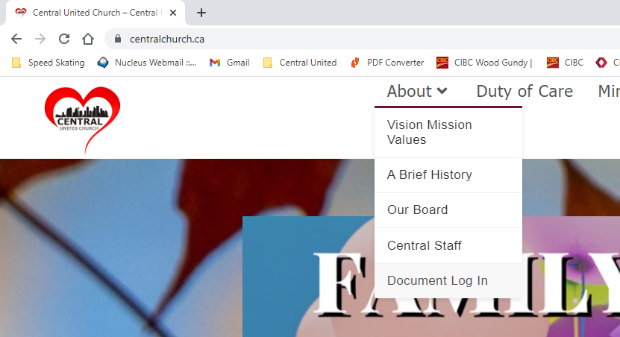 Central United Church – Central
centralchurch.ca
Speed Skating Nucleus Webmail ::... Gmail Central United PDF Converter CIBC CIBC Wood Gundy | CIBC CIBC
CENTRAL
UNITED CHURCH
About Duty of Care
Vision Mission
Values
A Brief History
Our Board
Central Staff
Document Log In
FAMILY